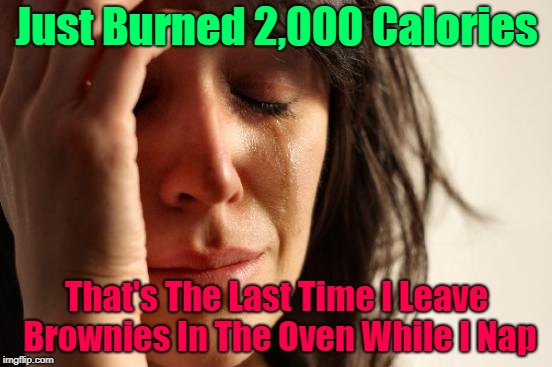 Just Burned 2,000 Calories
That's The Last Time I Leave
Brownies In The Oven While I Nap
imgflip.com